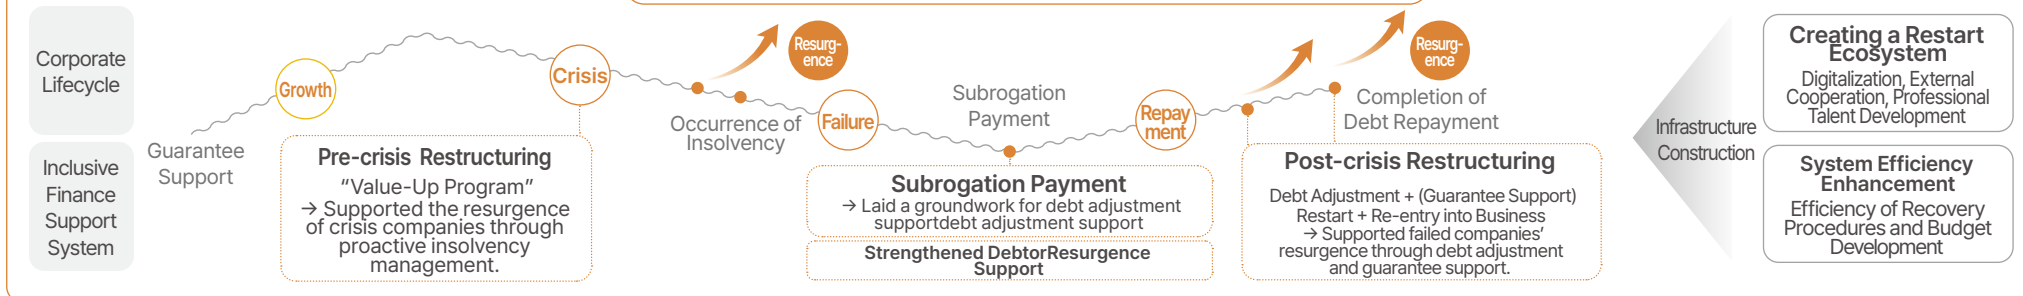 Corporate
Lifecycle
Inclusive
Finance
Support
System
Guarantee
Support
Growth
Pre-crisis Restructuring
“Value-Up Program”
→ Supported the resurgence
of crisis companies through
proactive insolvency
management.
Crisis
Occurrence of
Insolvency
Resurg-
ence
Failure
Subrogation
Payment
Subrogation Payment
→ Laid a groundwork for debt adjustment
supportdebt adjustment support
Strengthened DebtorResurgence
Support
Repay
ment
Resurg-
ence
Completion of
Debt Repayment
Post-crisis Restructuring
Debt Adjustment + (Guarantee Support)
Restart + Re-entry into Business
→ Supported failed companies’
resurgence through debt adjustment
and guarantee support.
Infrastructure
Construction
Creating a Restart
Ecosystem
Digitalization, External
Cooperation, Professional
Talent Development
System Efficiency
Enhancement
Efficiency of Recovery
Procedures and Budget
Development